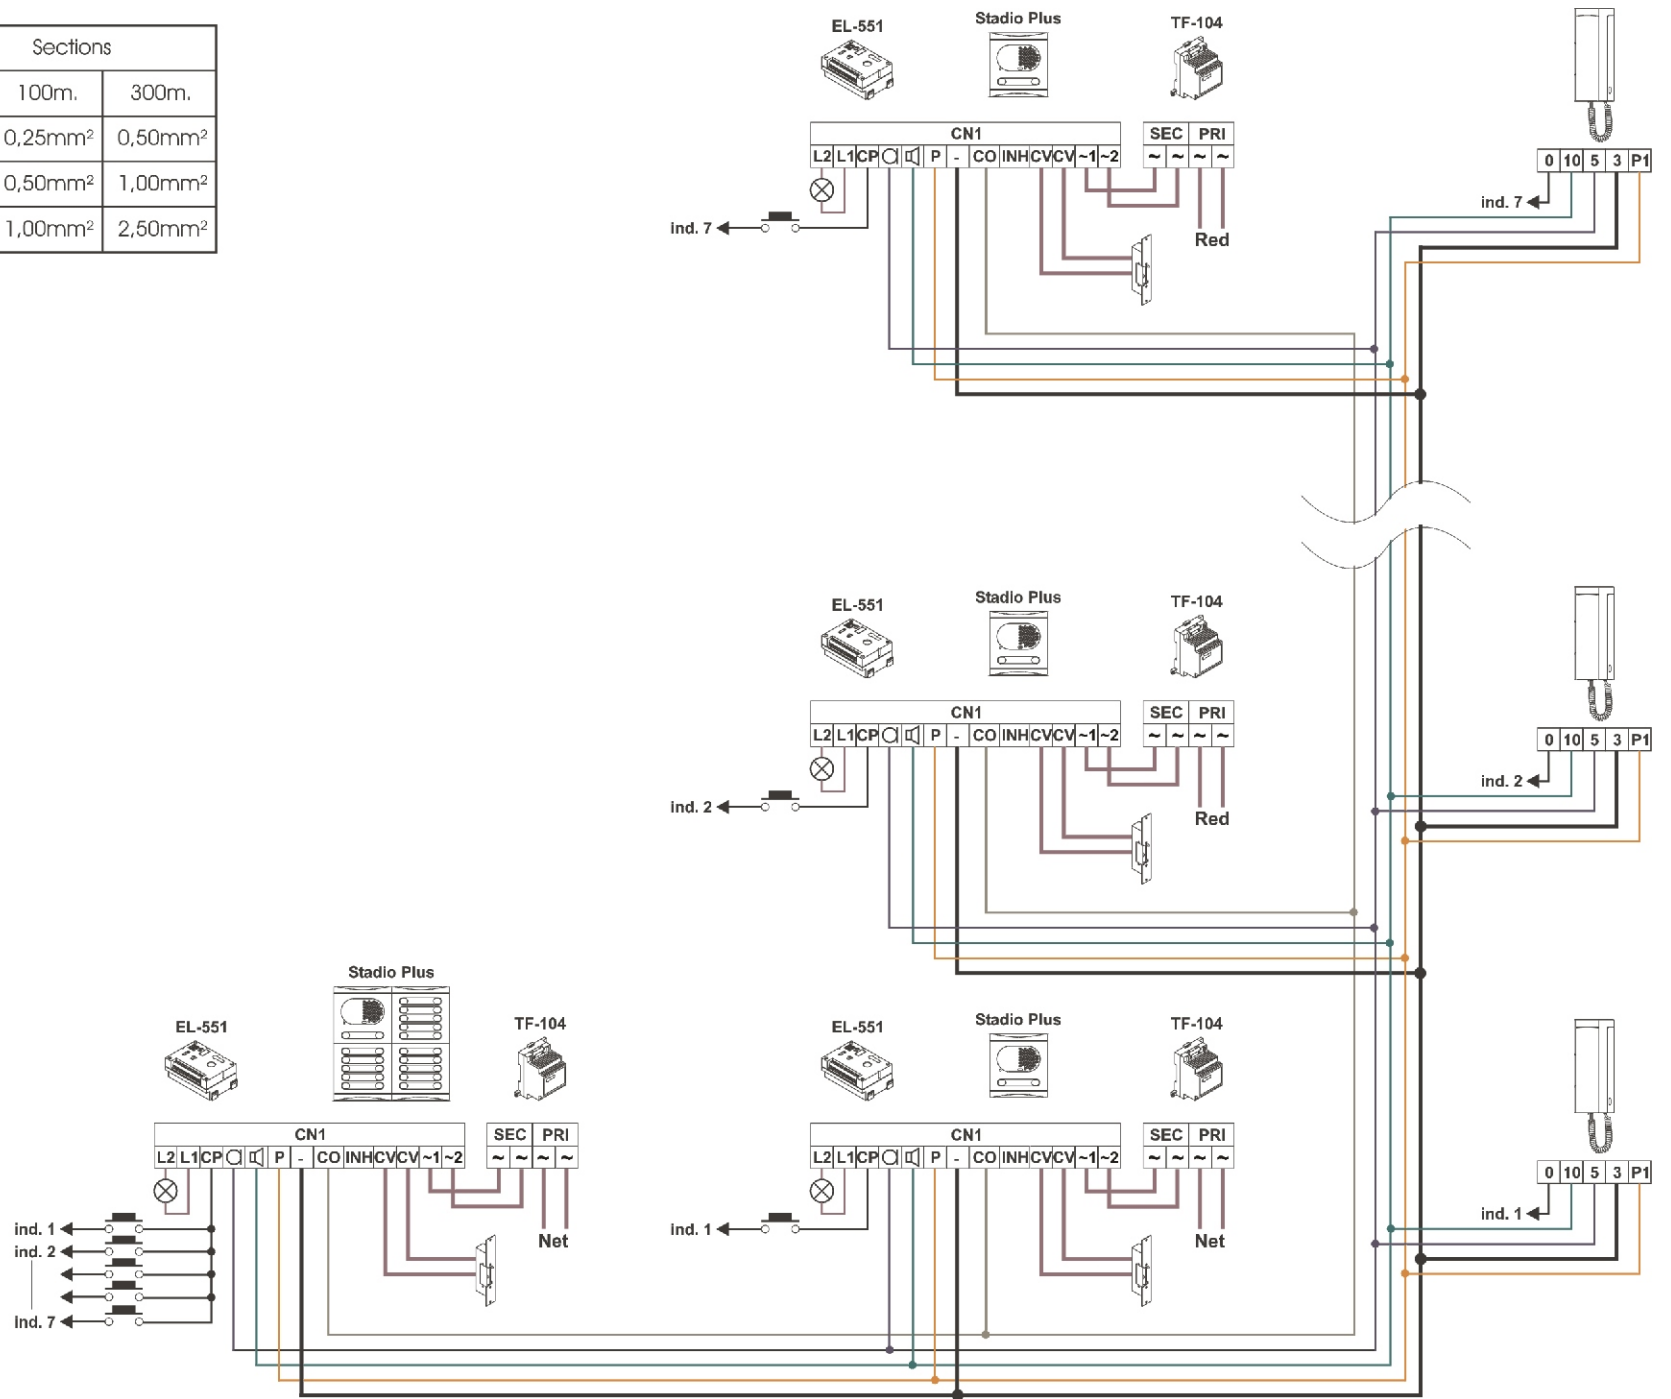 Sections
100m. 300m.
0,25mm² 0,50mm²
0,50mm² 1,00mm²
1,00mm² 2,50mm²
EL-551 Stadio Plus TF-104
CN1 SEC PRI
L2 L1 CP P - CO INH CV CV ~1 ~2 ~ ~ ~ ~
0 10 5 3 P1
ind. 7
ind. 7
Red
EL-551 Stadio Plus TF-104
CN1 SEC PRI
L2 L1 CP P - CO INH CV CV ~1 ~2 ~ ~ ~ ~
0 10 5 3 P1
ind. 2
ind. 2
Red
Stadio Plus
EL-551 TF-104
CN1 SEC PRI
L2 L1 CP P - CO INH CV CV ~1 ~2 ~ ~ ~ ~
ind. 1
ind. 2
Ind. 7
Net
EL-551 Stadio Plus TF-104
CN1 SEC PRI
L2 L1 CP P - CO INH CV CV ~1 ~2 ~ ~ ~ ~
ind. 1
Net
0 10 5 3 P1
ind. 1